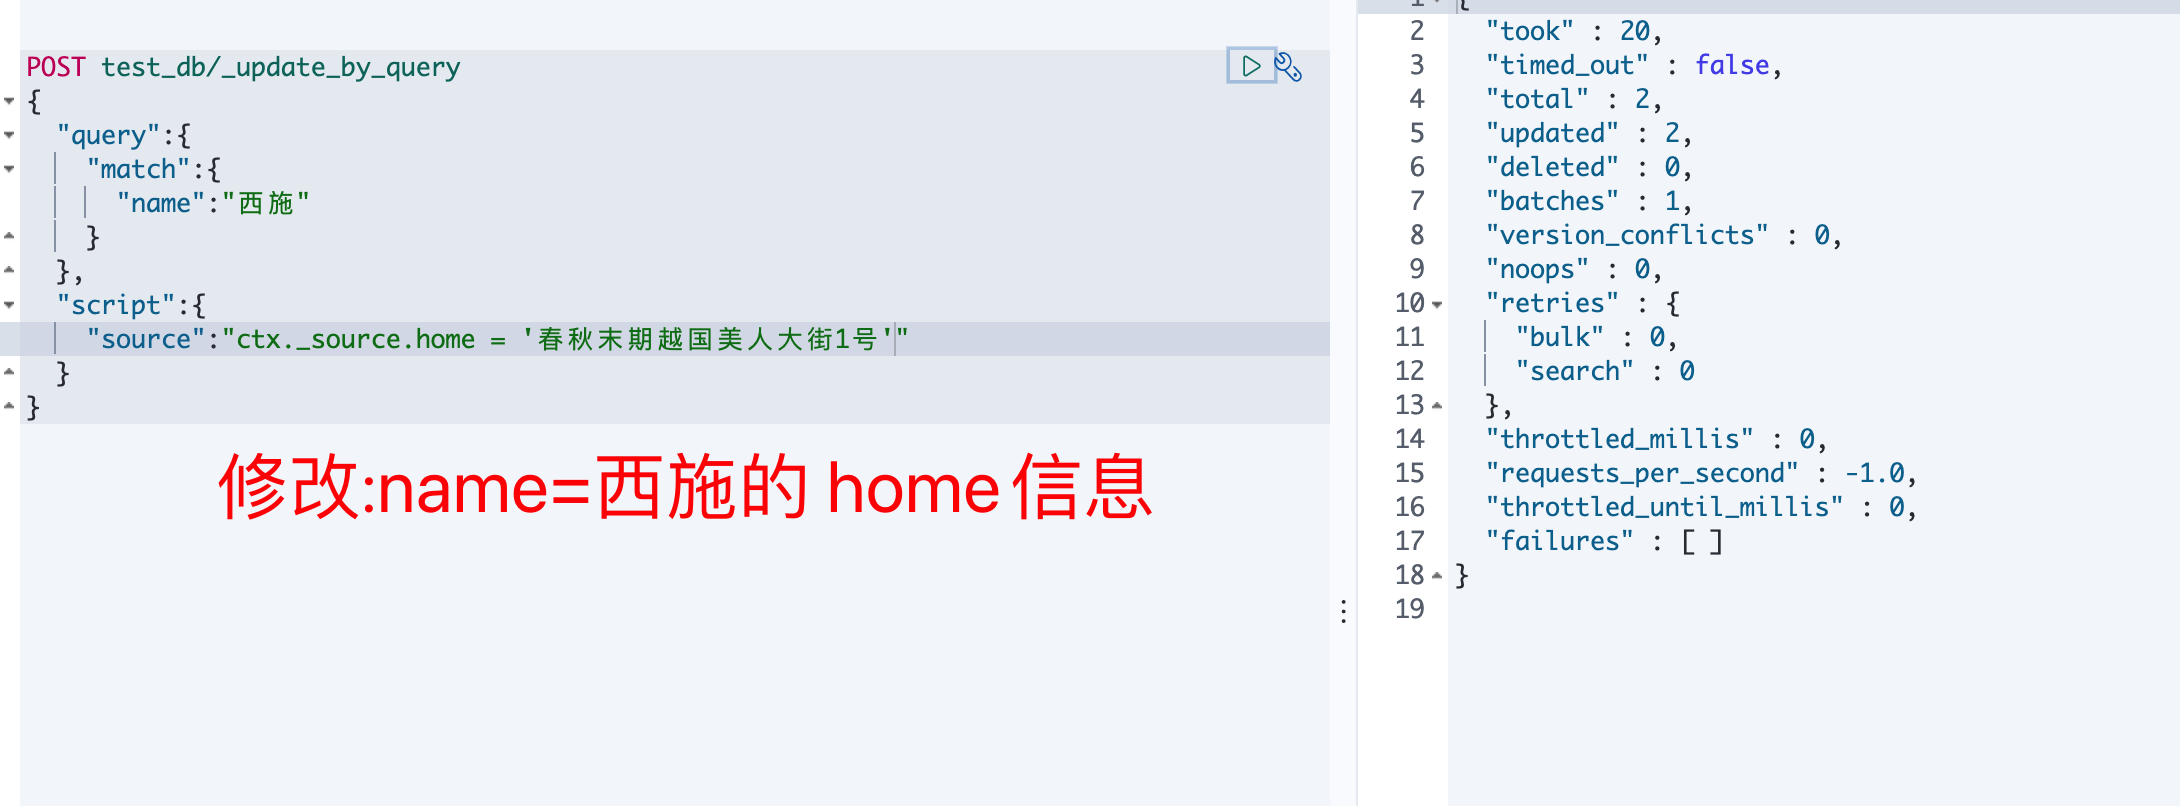 POST test_db/_update_by_query
{
  "query":{
    "match":{
      "name":"西施"
    }
  },
  "script":{
    "source":"ctx._source.home = '春秋末期越国美人大街1号'"
  }
}
修改:name=西施的 home信息
1 {
2   "took" : 20,
3   "timed_out" : false,
4   "total" : 2,
5   "updated" : 2,
6   "deleted" : 0,
7   "batches" : 1,
8   "version_conflicts" : 0,
9   "noops" : 0,
10   "retries" : {
11     "bulk" : 0,
12     "search" : 0
13   },
14   "throttled_millis" : 0,
15   "requests_per_second" : -1.0,
16   "throttled_until_millis" : 0,
17   "failures" : [ ]
18 }
19